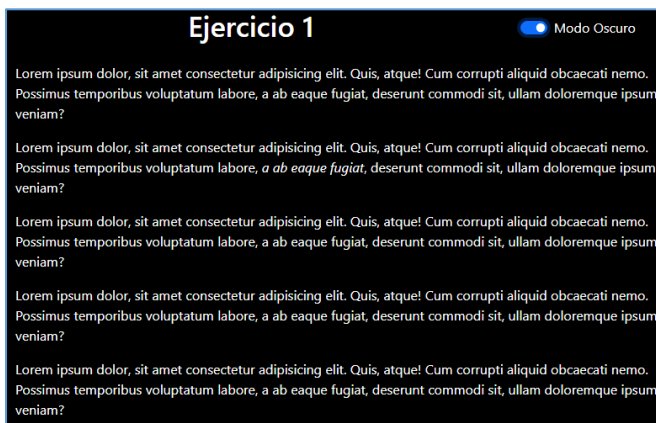 Ejercicio 1
Modo Oscuro
Lorem ipsum dolor, sit amet consectetur adipisicing elit. Quis, atque! Cum corrupti aliquid obcaecati nemo.
Possimus temporibus voluptatum labore, a ab eaque fugiat, deserunt commodi sit, ullam doloremque ipsum
veniam?
Lorem ipsum dolor, sit amet consectetur adipisicing elit. Quis, atque! Cum corrupti aliquid obcaecati nemo.
Possimus temporibus voluptatum labore, a ab eaque fugiat, deserunt commodi sit, ullam doloremque ipsum
veniam?
Lorem ipsum dolor, sit amet consectetur adipisicing elit. Quis, atque! Cum corrupti aliquid obcaecati nemo.
Possimus temporibus voluptatum labore, a ab eaque fugiat, deserunt commodi sit, ullam doloremque ipsum
veniam?
Lorem ipsum dolor, sit amet consectetur adipisicing elit. Quis, atque! Cum corrupti aliquid obcaecati nemo.
Possimus temporibus voluptatum labore, a ab eaque fugiat, deserunt commodi sit, ullam doloremque ipsum
veniam?
Lorem ipsum dolor, sit amet consectetur adipisicing elit. Quis, atque! Cum corrupti aliquid obcaecati nemo.
Possimus temporibus voluptatum labore, a ab eaque fugiat, deserunt commodi sit, ullam doloremque ipsum
veniam?